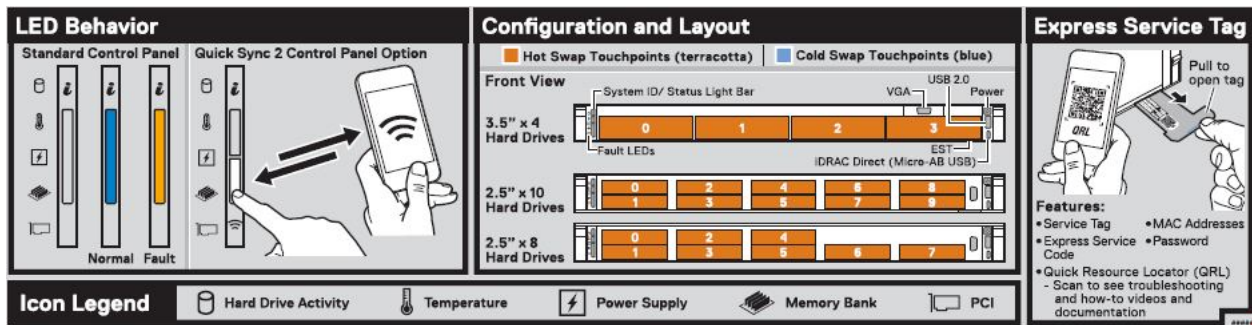 LED Behavior
Standard Control Panel
Quick Sync 2 Control Panel Option
i
i
i
i
Normal
Fault
Configuration and Layout
Hot Swap Touchpoints (terracotta)
Cold Swap Touchpoints (blue)
Front View
System ID/ Status Light Bar
VGA
USB 2.0
Power
3.5" x 4
Hard Drives
0 1 2 3
Fault LEDs
EST
iDRAC Direct (Micro-AB USB)
2.5" x 10
Hard Drives
0 2 4 6 8
1 3 5 7 9
2.5" x 8
Hard Drives
0 2 4
1 3 5 6 7
Express Service Tag
Pull to
open tag
QRL
Features:
• Service Tag
• Express Service
Code
• MAC Addresses
• Password
• Quick Resource Locator (QRL)
- Scan to see troubleshooting
and how-to videos and
documentation
Icon Legend
Hard Drive Activity
Temperature
Power Supply
Memory Bank
PCI